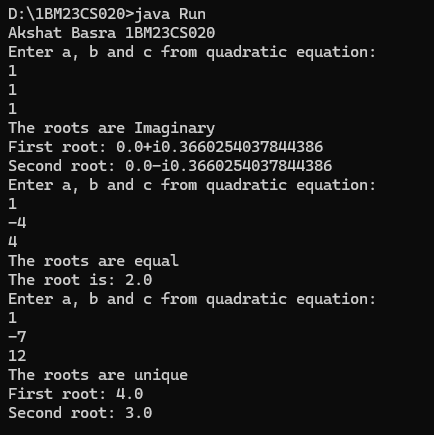 D:\1BM23CS020>java Run
Akshat Basra 1BM23CS020
Enter a, b and c from quadratic equation:
1
1
1
The roots are Imaginary
First root: 0.0+i0.3660254037844386
Second root: 0.0-i0.3660254037844386
Enter a, b and c from quadratic equation:
1
-4
4
The roots are equal
The root is: 2.0
Enter a, b and c from quadratic equation:
1
-7
12
The roots are unique
First root: 4.0
Second root: 3.0